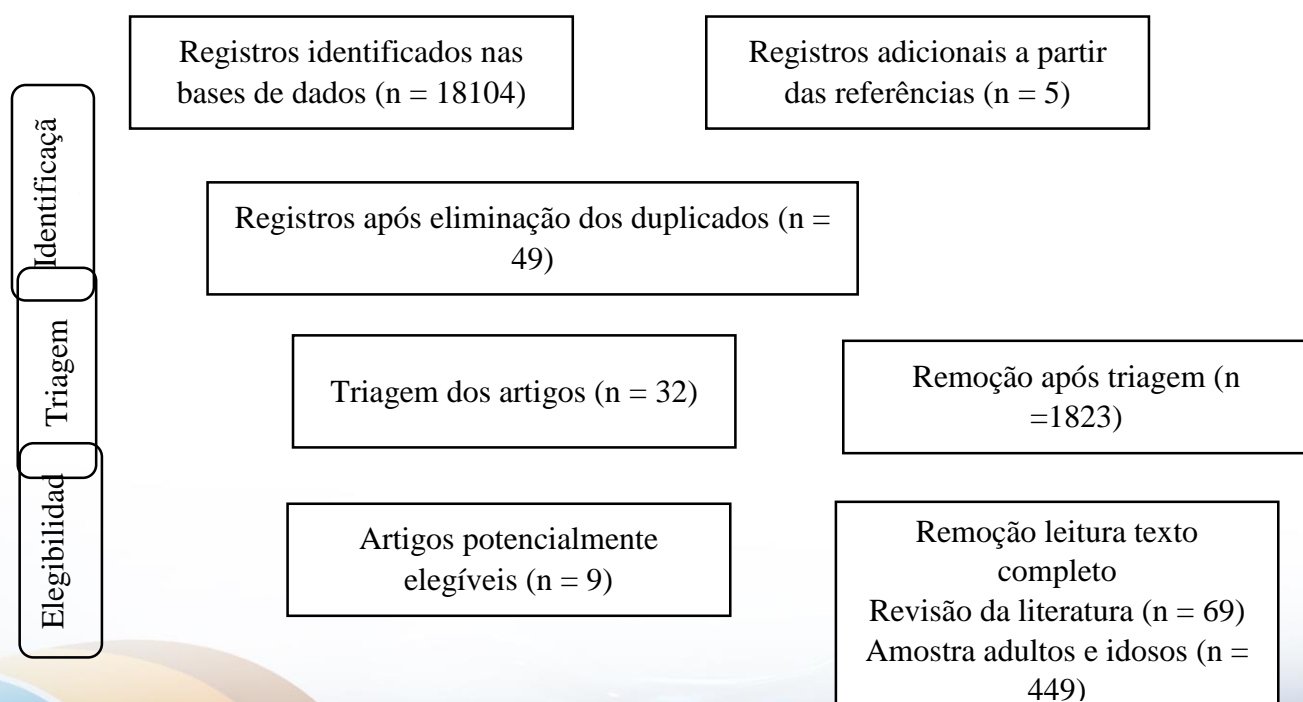 Registros identificados nas
bases de dados (n = 18104)
Registros adicionais a partir
das referências (n = 5)
Identificaçã
Registros após eliminação dos duplicados (n =
49)
Triagem
Triagem dos artigos (n = 32)
Remoção após triagem (n
=1823)
Elegibilidad
Artigos potencialmente
elegíveis (n = 9)
Remoção leitura texto
completo
Revisão da literatura (n = 69)
Amostra adultos e idosos (n =
449)